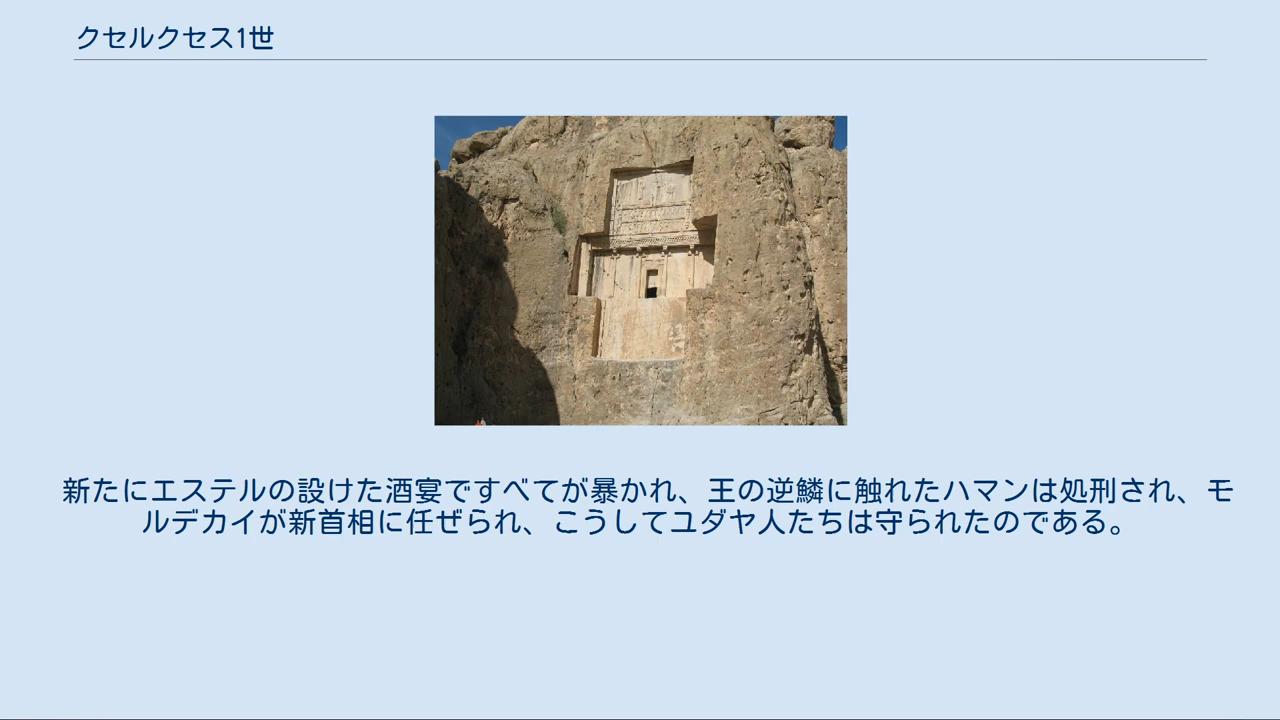 クセルクセス1世
新たにエステルの設けた酒宴ですべてが暴かれ、王の逆鱗に触れたハマンは処刑され、モ
ルデカイが新首相に任ぜられ、こうしてユダヤ人たちは守られたのである。